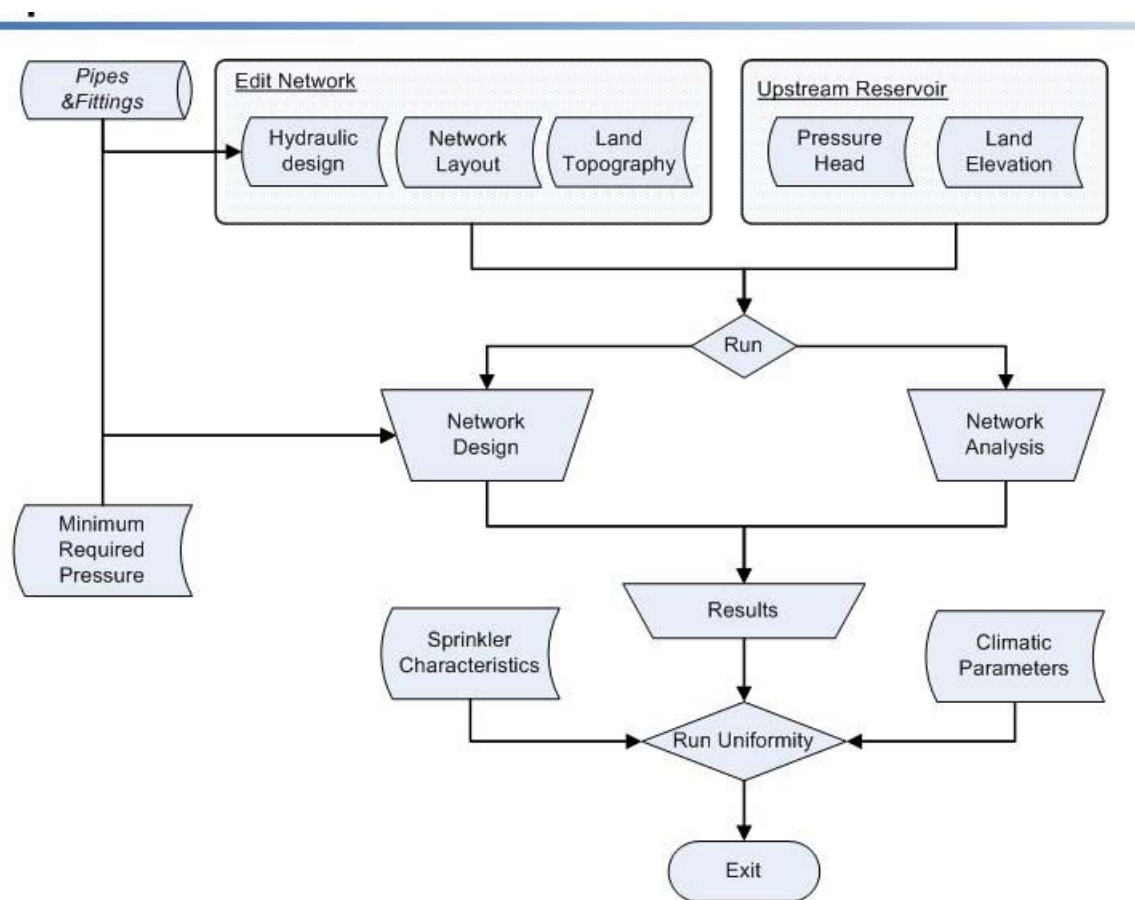 Pipes
&Fittings
Edit Network
Hydraulic
design
Network
Layout
Land
Topography
Upstream Reservoir
Pressure
Head
Land
Elevation
Run
Network
Design
Network
Analysis
Minimum
Required
Pressure
Results
Sprinkler
Characteristics
Climatic
Parameters
Run Uniformity
Exit